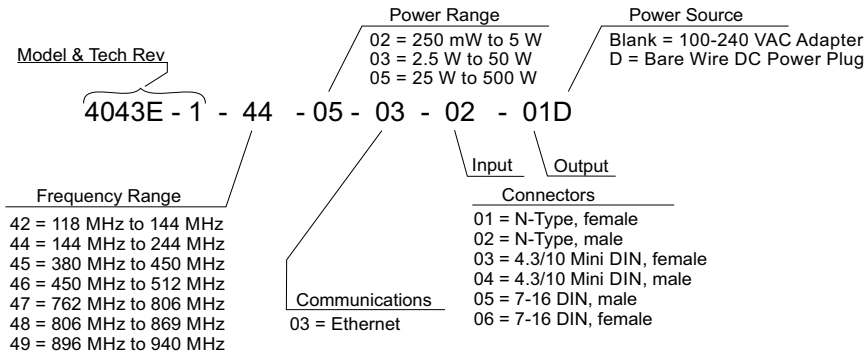 Power Range
02 = 250 mW to 5 W
03 = 2.5 W to 50 W
05 = 25 W to 500 W
Power Source
Blank = 100-240 VAC Adapter
D = Bare Wire DC Power Plug
Model & Tech Rev
4043E - 1 - 44 - 05 - 03 - 02 - 01D
Input
Output
Frequency Range
42 = 118 MHz to 144 MHz
44 = 144 MHz to 244 MHz
45 = 380 MHz to 450 MHz
46 = 450 MHz to 512 MHz
47 = 762 MHz to 806 MHz
48 = 806 MHz to 869 MHz
49 = 896 MHz to 940 MHz
Communications
03 = Ethernet
Connectors
01 = N-Type, female
02 = N-Type, male
03 = 4.3/10 Mini DIN, female
04 = 4.3/10 Mini DIN, male
05 = 7-16 DIN, male
06 = 7-16 DIN, female